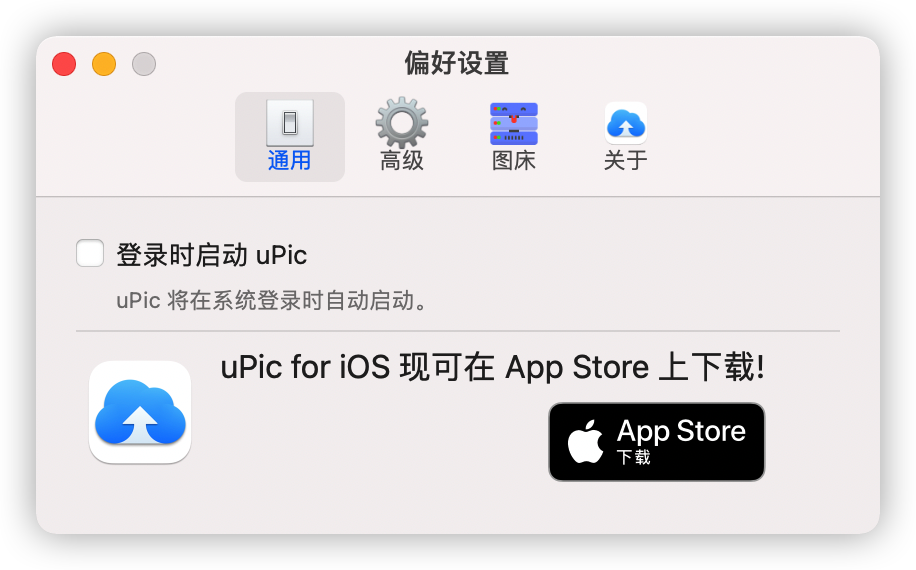 偏好设置
通用 高级 图床 关于
登录时启动 uPic
uPic 将在系统登录时自动启动。
uPic for iOS 现可在 App Store 上下载!
App Store
下载